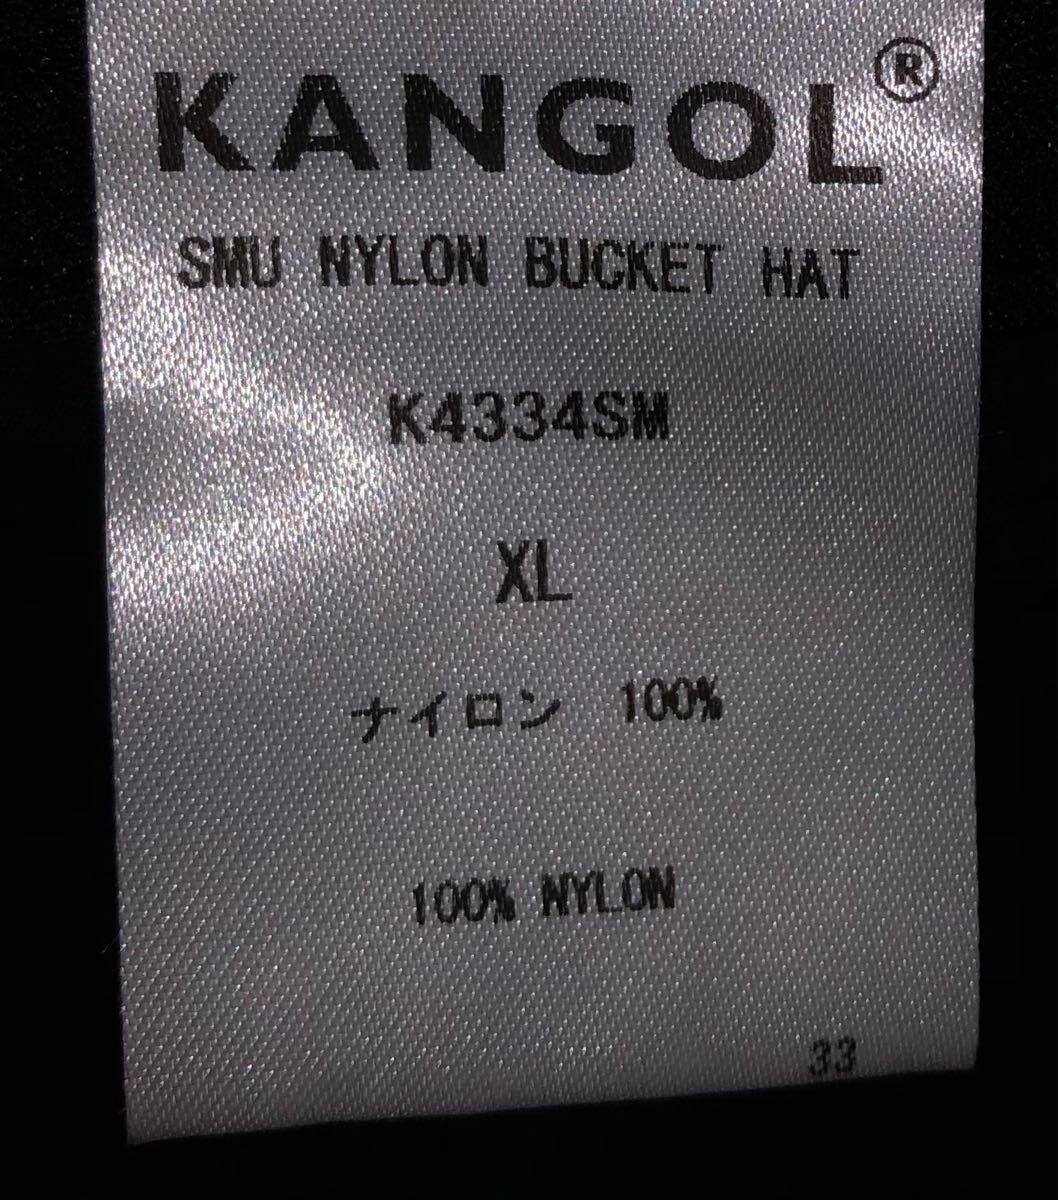 KANGOL®
SMU NYLON BUCKET HAT
K4334SM
XL
ナイロン 100%
100% NYLON
33